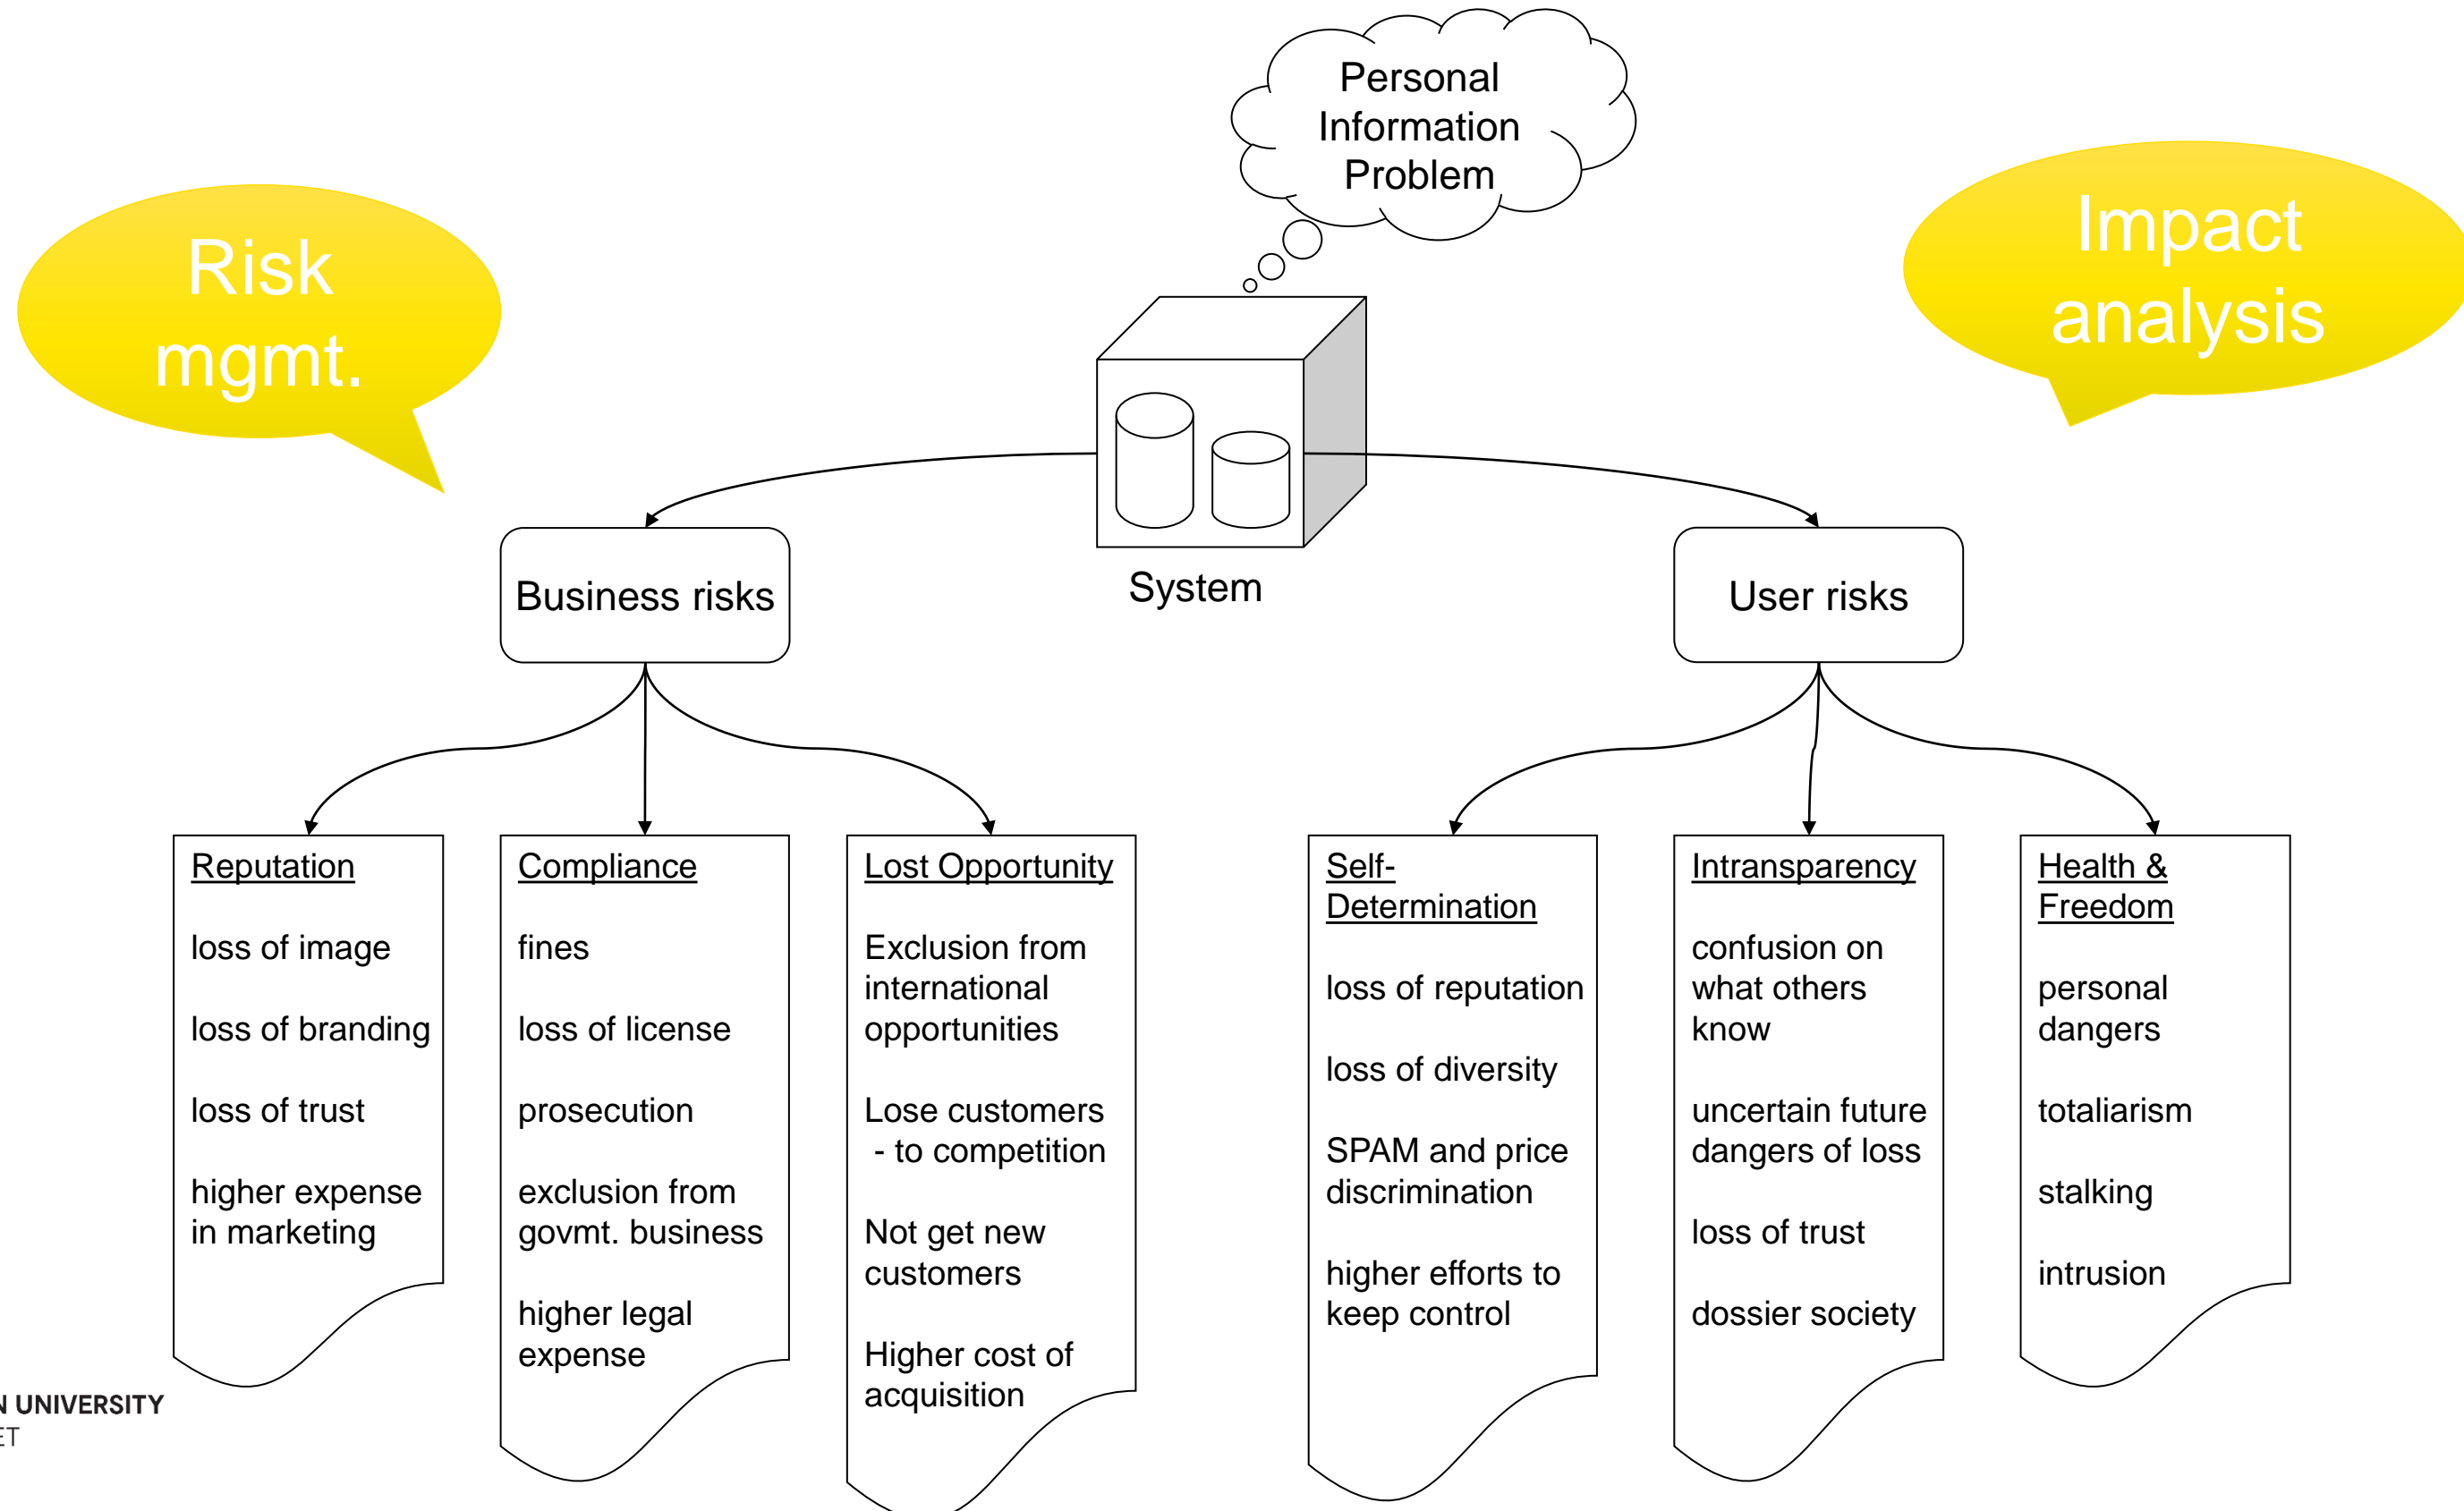 Personal
Information
Problem
Risk
mgmt.
Impact
analysis
System
Business risks
User risks
Reputation
loss of image
loss of branding
loss of trust
higher expense
in marketing
Compliance
fines
loss of license
prosecution
exclusion from
govmt. business
higher legal
expense
Lost Opportunity
Exclusion from
international
opportunities
Lose customers
- to competition
Not get new
customers
Higher cost of
acquisition
Self-
Determination
loss of reputation
loss of diversity
SPAM and price
discrimination
higher efforts to
keep control
Intransparency
confusion on
what others
know
uncertain future
dangers of loss
loss of trust
dossier society
Health &
Freedom
personal
dangers
totaliarism
stalking
intrusion
UNIVERSITY